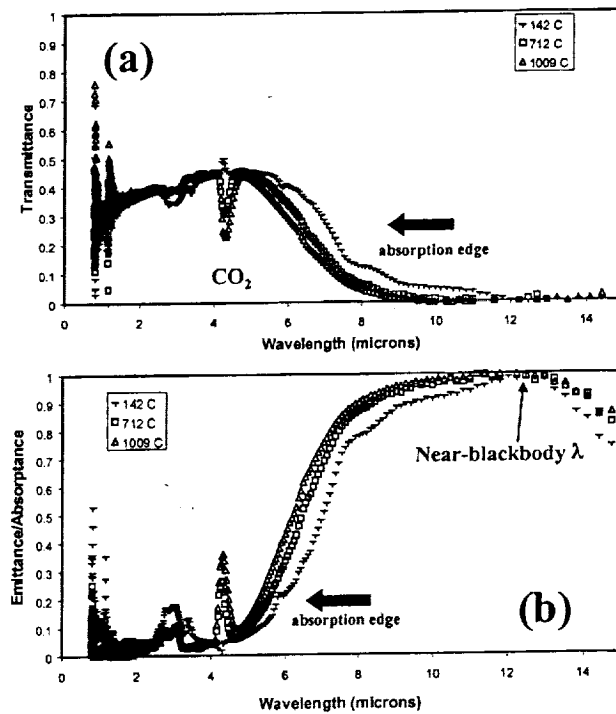 (a)
142 C
712 C
1009 C
1
0.9
0.8
0.7
0.6
0.5
0.4
0.3
0.2
0.1
0
Transmittance
absorption edge
CO₂
0 2 4 6 8 10 12 14
Wavelength (microns)
142 C
712 C
1009 C
1
0.9
0.8
0.7
0.6
0.5
0.4
0.3
0.2
0.1
0
Emittance/Absorptance
Near-blackbody λ
absorption edge
(b)
0 2 4 6 8 10 12 14
Wavelength (microns)